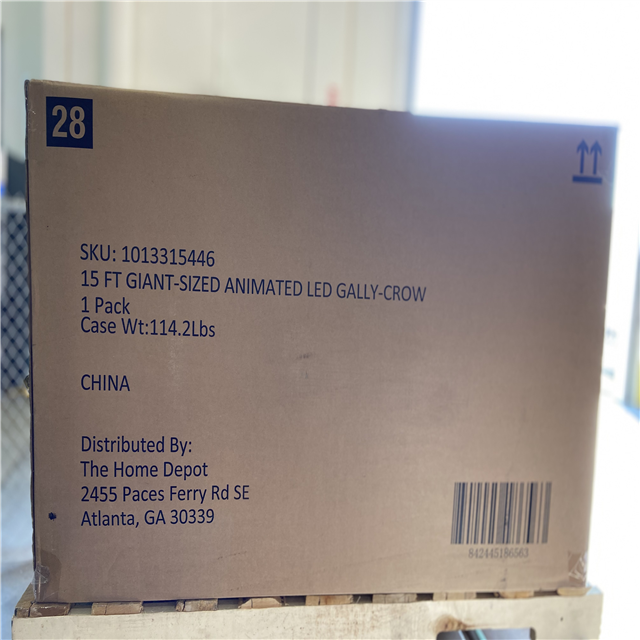 28
SKU: 1013315446
15 FT GIANT-SIZED ANIMATED LED GALLY-CROW
1 Pack
Case Wt:114.2Lbs
CHINA
Distributed By:
The Home Depot
2455 Paces Ferry Rd SE
Atlanta, GA 30339
842445186563